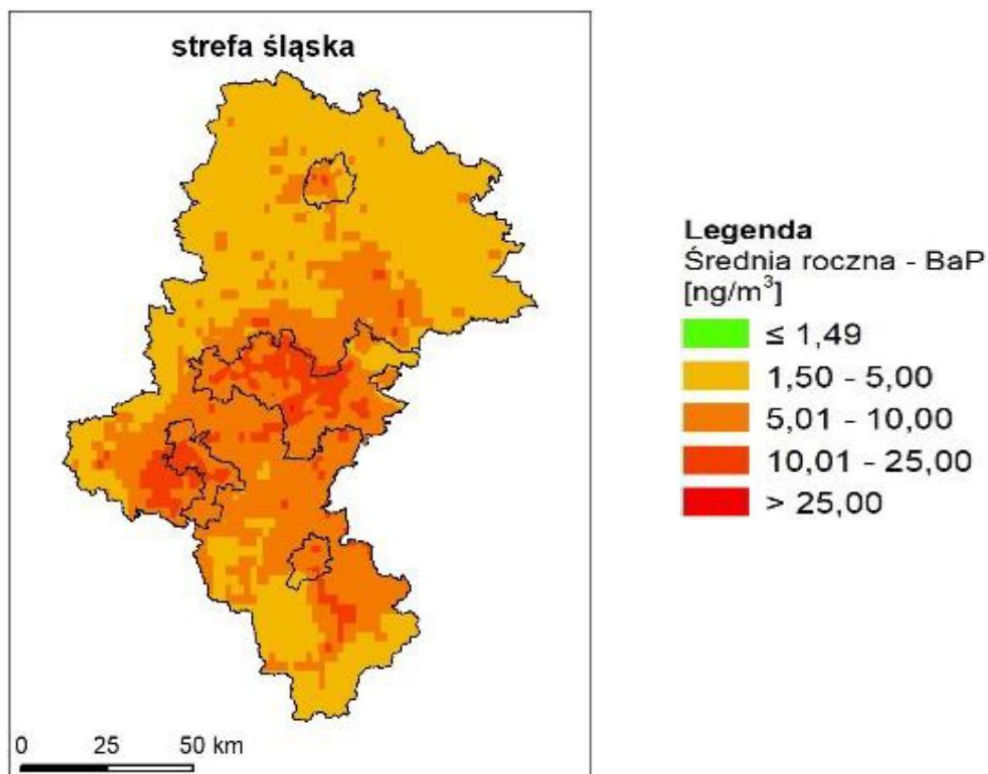 strefa śląska
Legenda
Średnia roczna - BaP
[ng/m³]
≤ 1,49
1,50 - 5,00
5,01 - 10,00
10,01 - 25,00
> 25,00
0 25 50 km